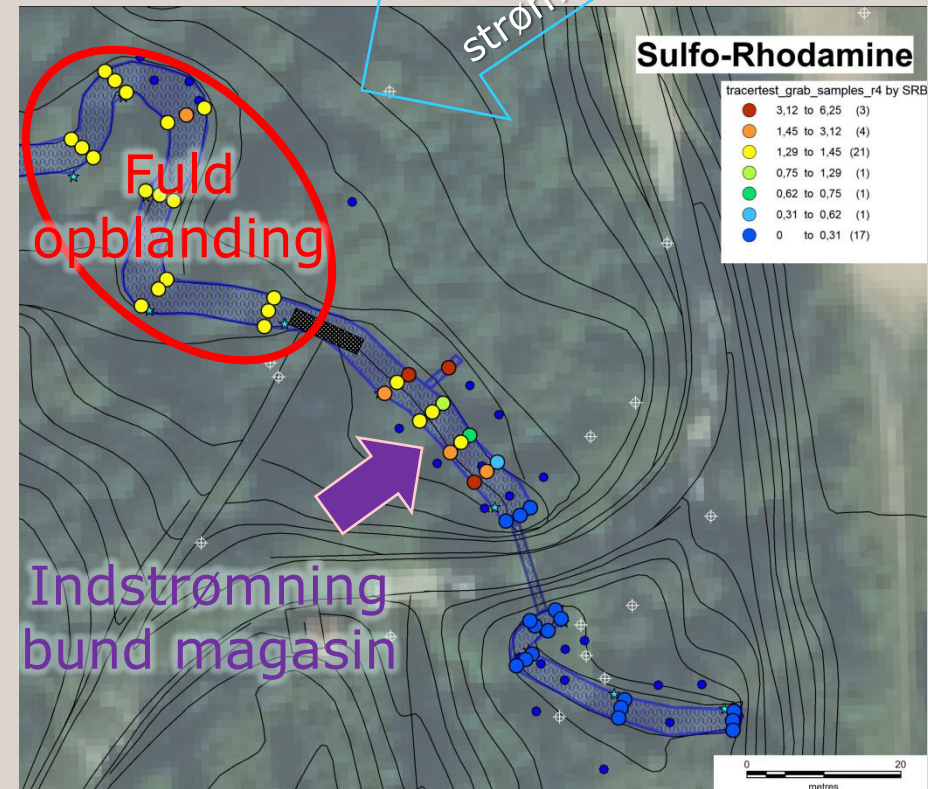 Sulfo-Rhodamine
tracertest_grab_samples_r4 by SRB
3,12 to 6,25 (3)
1,45 to 3,12 (4)
1,29 to 1,45 (21)
0,75 to 1,29 (1)
0,62 to 0,75 (1)
0,31 to 0,62 (1)
0 to 0,31 (17)
Fuld
opblanding
Indstrømning
bund magasin
0 20
metres